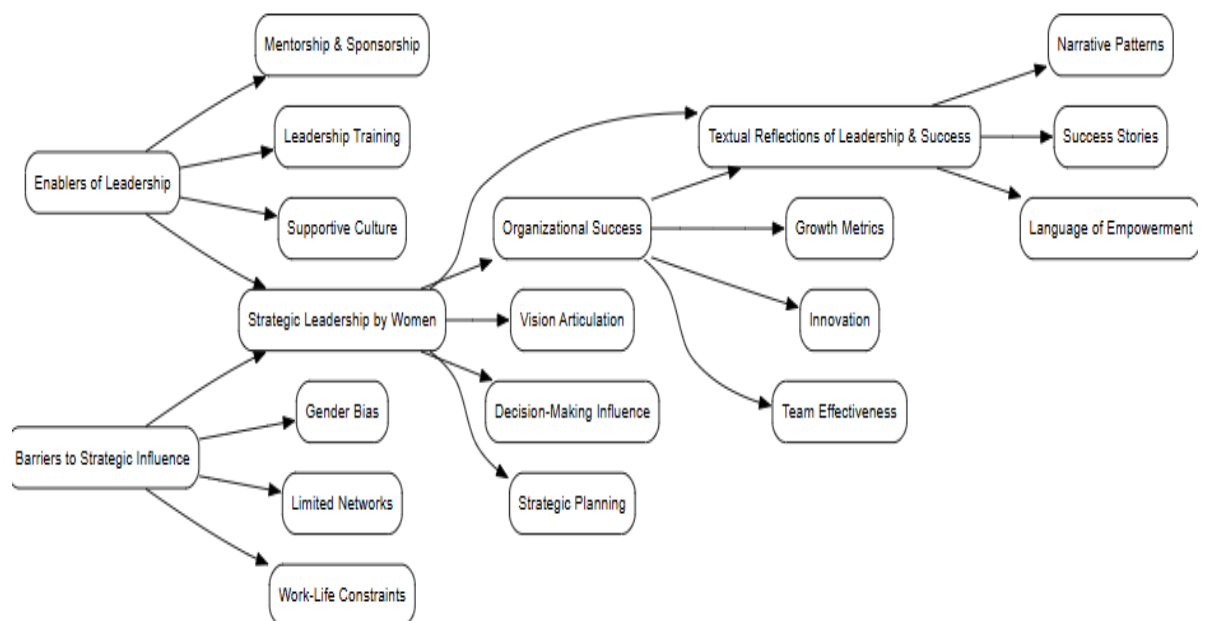 Mentorship & Sponsorship
Narrative Patterns
Leadership Training
Textual Reflections of Leadership & Success
Success Stories
Enablers of Leadership
Supportive Culture
Organizational Success
Growth Metrics
Language of Empowerment
Strategic Leadership by Women
Vision Articulation
Innovation
Gender Bias
Decision-Making Influence
Team Effectiveness
Barriers to Strategic Influence
Limited Networks
Strategic Planning
Work-Life Constraints